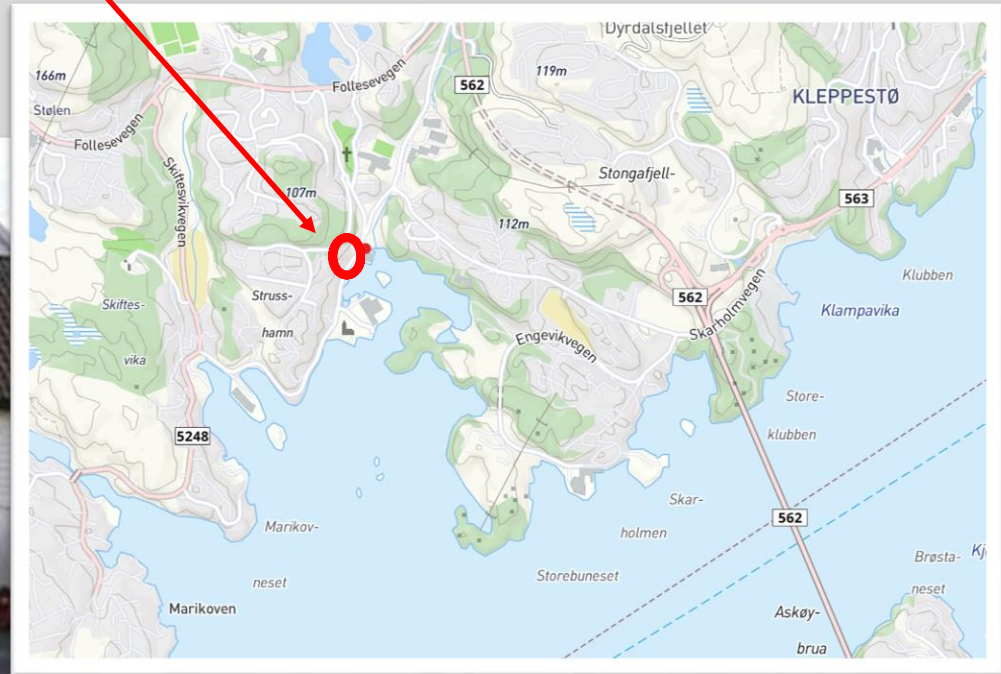 Dyrdalsfjellet
166m
Follesevegen
562
119m
KLEPPESTØ
Stølen
Follesevegen
Skiftesvikvegen
Stongafjell-
107m
563
112m
Klubben
Struss-
562
Skiftes-
hamn
Klampavika
Engevikvegen
Skarholmvegen
vika
Store-
klubben
5248
Skar-
562
Marikov-
holmen
Brøsta-
Kj
neset
Storebuneset
neset
Marikoven
Askøy-
brua